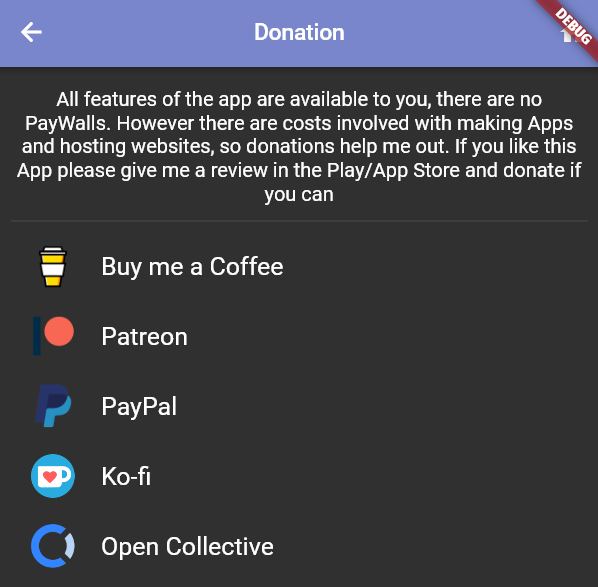 Donation
DEBUG
All features of the app are available to you, there are no
PayWalls. However there are costs involved with making Apps
and hosting websites, so donations help me out. If you like this
App please give me a review in the Play/App Store and donate if
you can
Buy me a Coffee
Patreon
PayPal
Ko-fi
Open Collective